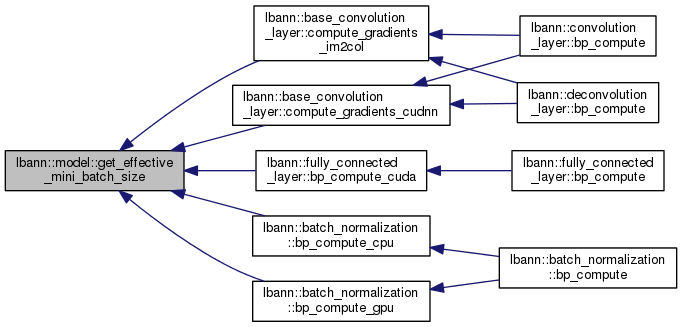 lbann::model::get_effective
_mini_batch_size
lbann::base_convolution
_layer::compute_gradients
_im2col
lbann::base_convolution
_layer::compute_gradients_cudnn
lbann::fully_connected
_layer::bp_compute_cuda
lbann::batch_normalization
::bp_compute_cpu
lbann::batch_normalization
::bp_compute_gpu
lbann::convolution
_layer::bp_compute
lbann::deconvolution
_layer::bp_compute
lbann::fully_connected
_layer::bp_compute
lbann::batch_normalization
::bp_compute